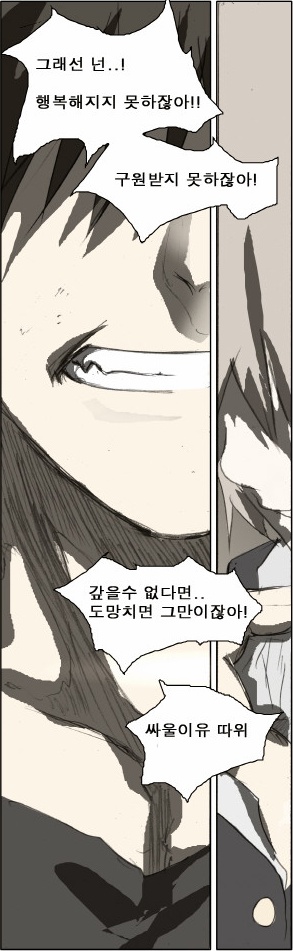 그래선 넌..!
행복해지지 못하잖아!!
구원받지 못하잖아!
갚을수 없다면..
도망치면 그만이잖아!
싸울이유 따위